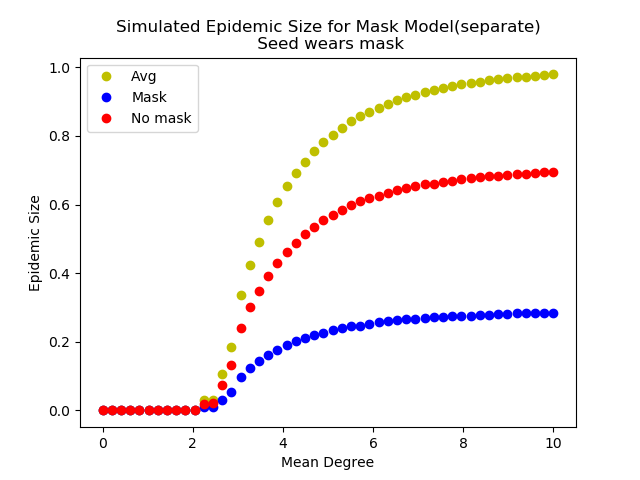 Simulated Epidemic Size for Mask Model(separate)
Seed wears mask
Avg
Mask
No mask
1.0
0.8
0.6
0.4
0.2
0.0
Epidemic Size
0 2 4 6 8 10
Mean Degree